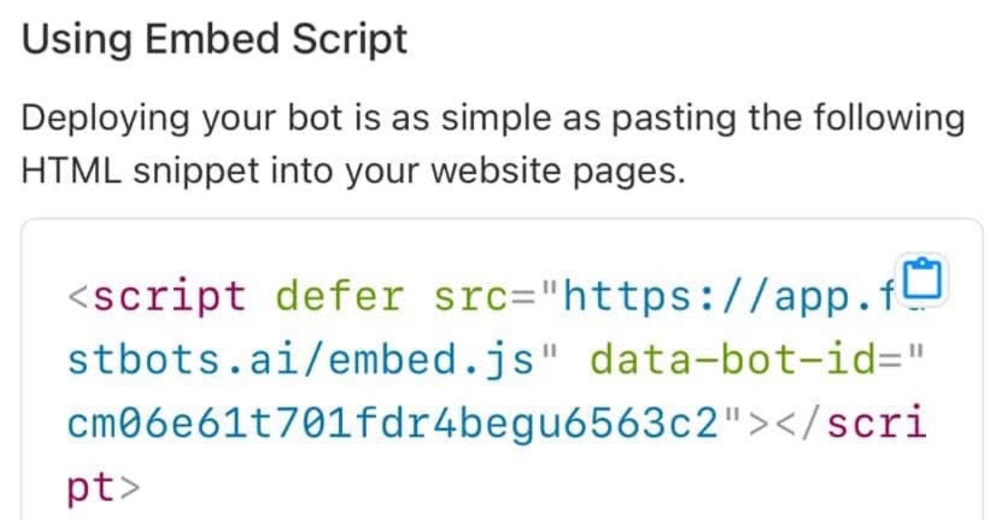 Using Embed Script
Deploying your bot is as simple as pasting the following
HTML snippet into your website pages.
<script defer src="https://app.fa
stbots.ai/embed.js" data-bot-id="
cm06e61t701fdr4begu6563c2"></scri
pt>